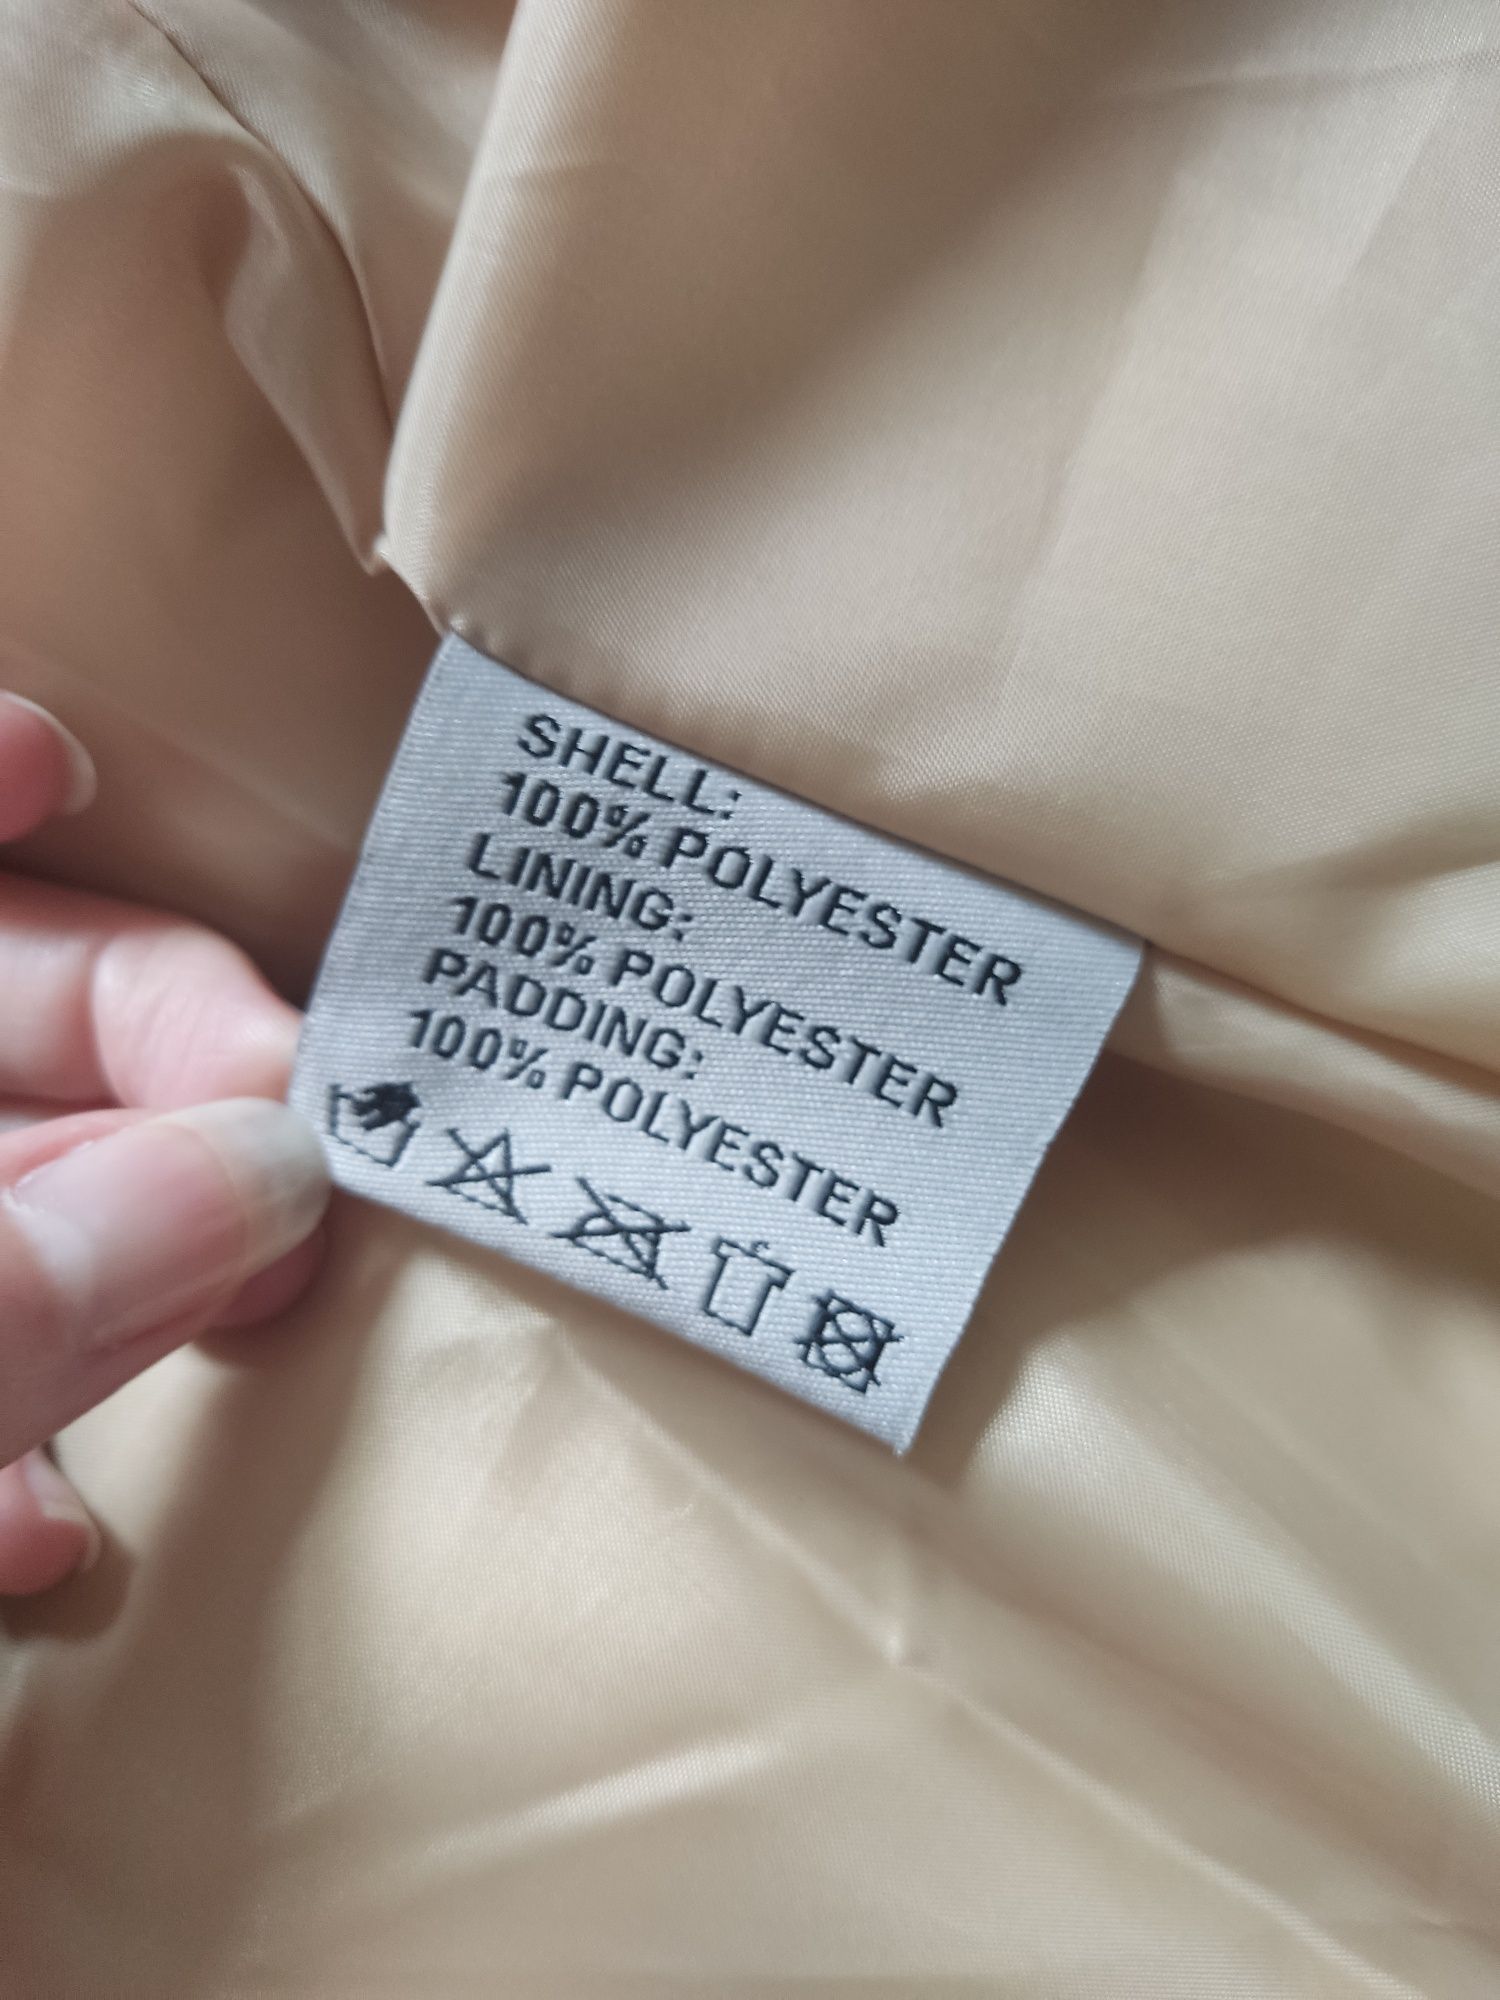 SHELL:
100% POLYESTER
LINING:
100% POLYESTER
PADDING:
100% POLYESTER